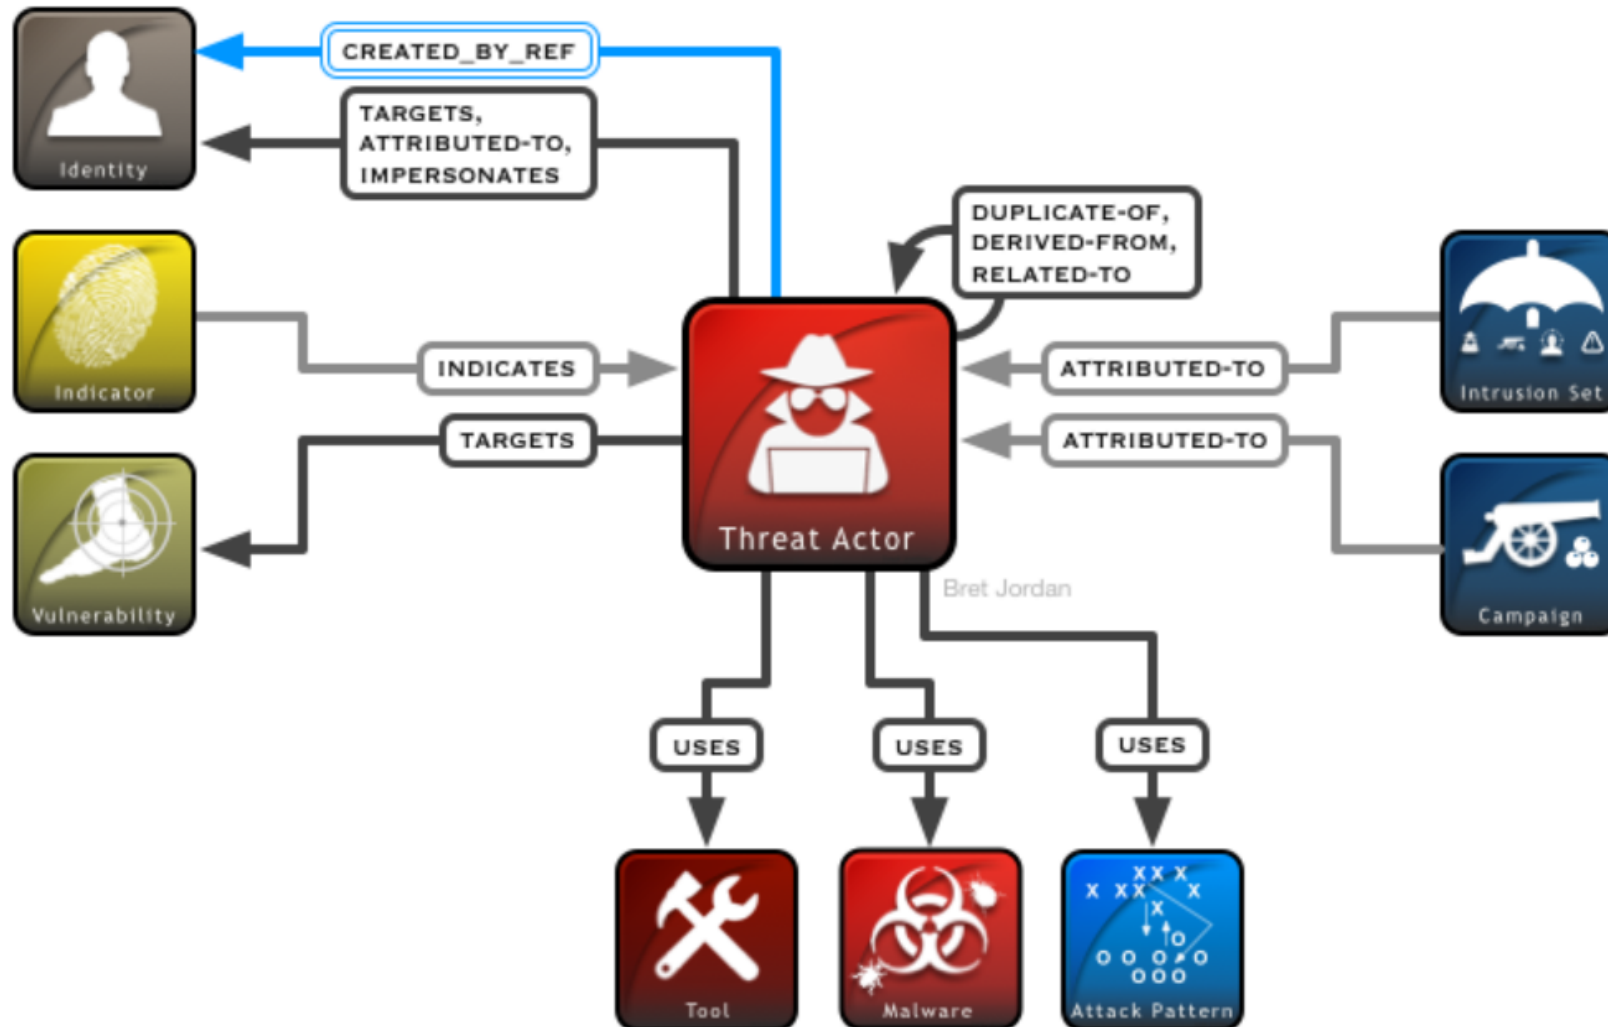 CREATED_BY_REF
TARGETS,
ATTRIBUTED-TO,
IMPERSONATES
Identity
DUPLICATE-OF,
DERIVED-FROM,
RELATED-TO
INDICATES
Indicator
ATTRIBUTED-TO
Intrusion Set
TARGETS
ATTRIBUTED-TO
Threat Actor
Vulnerability
Campaign
Bret Jordan
USES
USES
USES
X X X
X X X X
X
O
O O O O
O O O
Tool
Malware
Attack Pattern